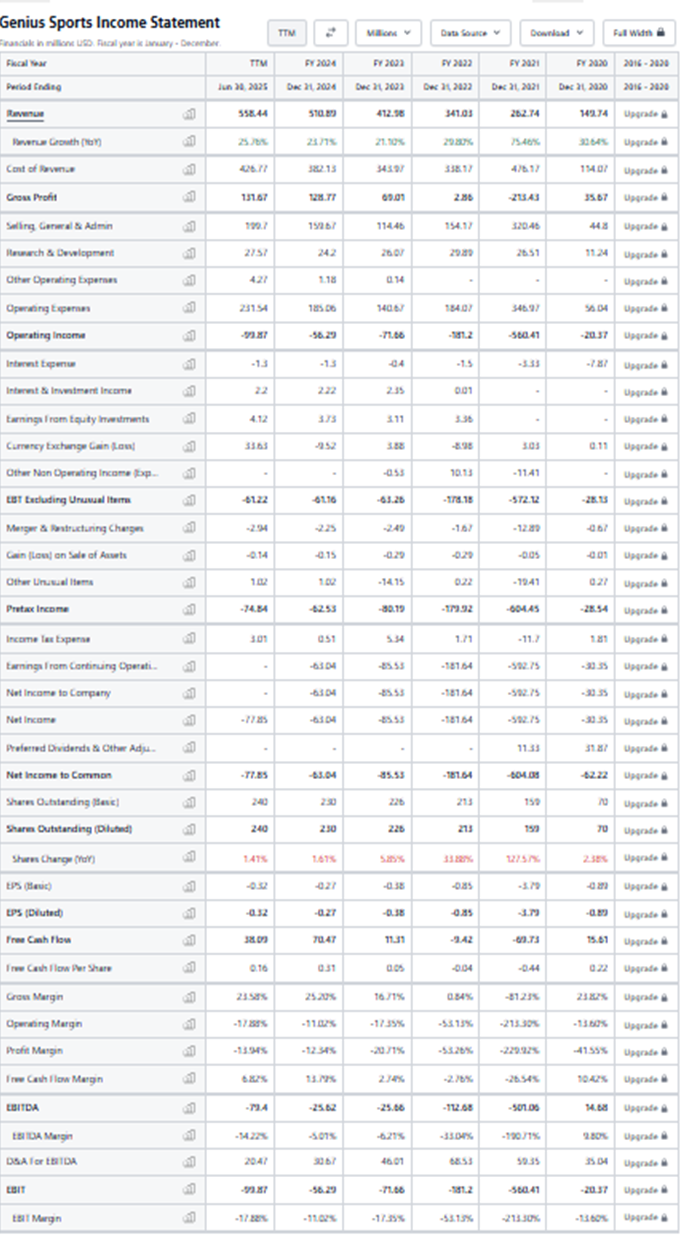 Genius Sports Income Statement
Financials in millions USD. Fiscal year is January - December.
TTM Millions Data Source Download Full Width
Fiscal Year TTM FY 2024 FY 2023 FY 2022 FY 2021 FY 2020 2016 - 2020
Period Ending Jun 30, 2025 Dec 31, 2024 Dec 31, 2023 Dec 31, 2022 Dec 31, 2021 Dec 31, 2020 2016 - 2020
Revenue 558.44 510.89 412.98 341.03 262.74 149.74 Upgrade
Revenue Growth (YoY) 25.76% 23.71% 21.10% 29.80% 75.46% 30.64% Upgrade
Cost of Revenue 426.77 382.13 343.97 338.17 476.17 114.07 Upgrade
Gross Profit 131.67 128.77 69.01 2.86 -213.43 35.67 Upgrade
Selling, General & Admin 199.7 159.67 114.46 154.17 320.46 44.8 Upgrade
Research & Development 27.57 24.2 26.07 29.89 26.51 11.24 Upgrade
Other Operating Expenses 4.27 1.18 0.14 - - - Upgrade
Operating Expenses 231.54 185.06 140.67 184.07 346.97 56.04 Upgrade
Operating Income -99.87 -56.29 -71.66 -181.2 -560.41 -20.37 Upgrade
Interest Expense -1.3 -1.3 -0.4 -1.5 -3.33 -7.87 Upgrade
Interest & Investment Income 2.2 2.22 2.35 0.01 - - Upgrade
Earnings From Equity Investments 4.12 3.73 3.11 3.36 - - Upgrade
Currency Exchange Gain (Loss) 33.63 -9.52 3.88 -8.98 3.03 0.11 Upgrade
Other Non Operating Income (Exp... - - -0.53 10.13 -11.41 - Upgrade
EBT Excluding Unusual Items -61.22 -61.16 -63.26 -178.18 -572.12 -28.13 Upgrade
Merger & Restructuring Charges -2.94 -2.25 -2.49 -1.67 -12.89 -0.67 Upgrade
Gain (Loss) on Sale of Assets -0.14 -0.15 -0.29 -0.29 -0.05 -0.01 Upgrade
Other Unusual Items 1.02 1.02 -14.15 0.22 -19.41 0.27 Upgrade
Pretax Income -74.84 -62.53 -80.19 -179.92 -604.45 -28.54 Upgrade
Income Tax Expense 3.01 0.51 5.34 1.71 -11.7 1.81 Upgrade
Earnings From Continuing Operati... - -63.04 -85.53 -181.64 -592.75 -30.35 Upgrade
Net Income to Company - -63.04 -85.53 -181.64 -592.75 -30.35 Upgrade
Net Income -77.85 -63.04 -85.53 -181.64 -592.75 -30.35 Upgrade
Preferred Dividends & Other Adju... - - - - 11.33 31.87 Upgrade
Net Income to Common -77.85 -63.04 -85.53 -181.64 -604.08 -62.22 Upgrade
Shares Outstanding (Basic) 240 230 226 213 159 70 Upgrade
Shares Outstanding (Diluted) 240 230 226 213 159 70 Upgrade
Shares Change (YoY) 1.41% 1.61% 5.85% 33.88% 127.57% 2.38% Upgrade
EPS (Basic) -0.32 -0.27 -0.38 -0.85 -3.79 -0.89 Upgrade
EPS (Diluted) -0.32 -0.27 -0.38 -0.85 -3.79 -0.89 Upgrade
Free Cash Flow 38.09 70.47 11.31 -9.42 -69.73 15.61 Upgrade
Free Cash Flow Per Share 0.16 0.31 0.05 -0.04 -0.44 0.22 Upgrade
Gross Margin 23.58% 25.20% 16.71% 0.84% -81.23% 23.82% Upgrade
Operating Margin -17.88% -11.02% -17.35% -53.13% -213.30% -13.60% Upgrade
Profit Margin -13.94% -12.34% -20.71% -53.26% -229.92% -41.55% Upgrade
Free Cash Flow Margin 6.82% 13.79% 2.74% -2.76% -26.54% 10.42% Upgrade
EBITDA -79.4 -25.62 -25.66 -112.68 -501.06 14.68 Upgrade
EBITDA Margin -14.22% -5.01% -6.21% -33.04% -190.71% 9.80% Upgrade
D&A For EBITDA 20.47 30.67 46.01 68.53 59.35 35.04 Upgrade
EBIT -99.87 -56.29 -71.66 -181.2 -560.41 -20.37 Upgrade
EBIT Margin -17.88% -11.02% -17.35% -53.13% -213.30% -13.60% Upgrade